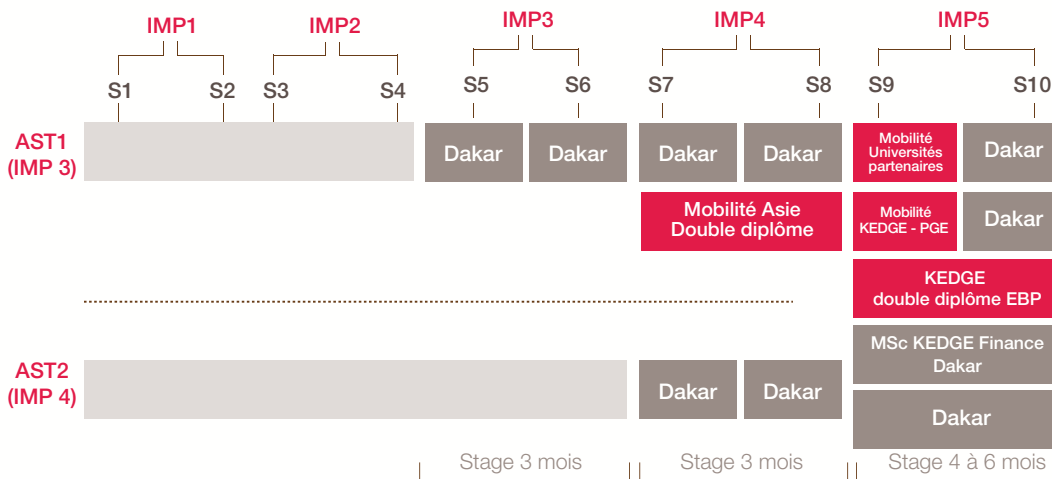 IMP1 IMP2 IMP3 IMP4 IMP5
S1 S2 S3 S4 S5 S6 S7 S8 S9 S10
AST1
(IMP 3)
Dakar Dakar Dakar Dakar
Mobilité
Universités
partenaires
Dakar
Mobilité Asie
Double diplôme
Mobilité
KEDGE - PGE
Dakar
KEDGE
double diplôme EBP
MSc KEDGE Finance
Dakar
AST2
(IMP 4)
Dakar Dakar
Dakar
Stage 3 mois Stage 3 mois Stage 4 à 6 mois